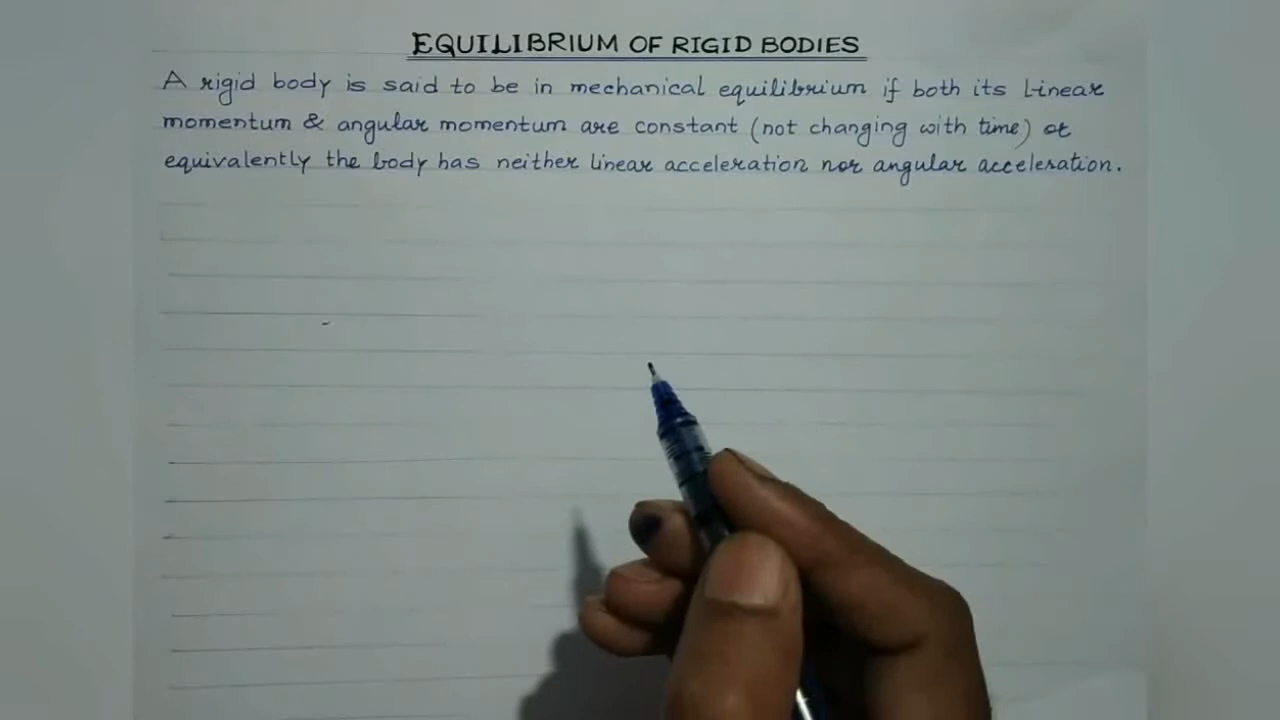 EQUILIBRIUM OF RIGID BODIES
A rigid body is said to be in mechanical equilibrium if both its linear
momentum & angular momentum are constant (not changing with time) or
equivalently the body has neither linear acceleration nor angular acceleration.